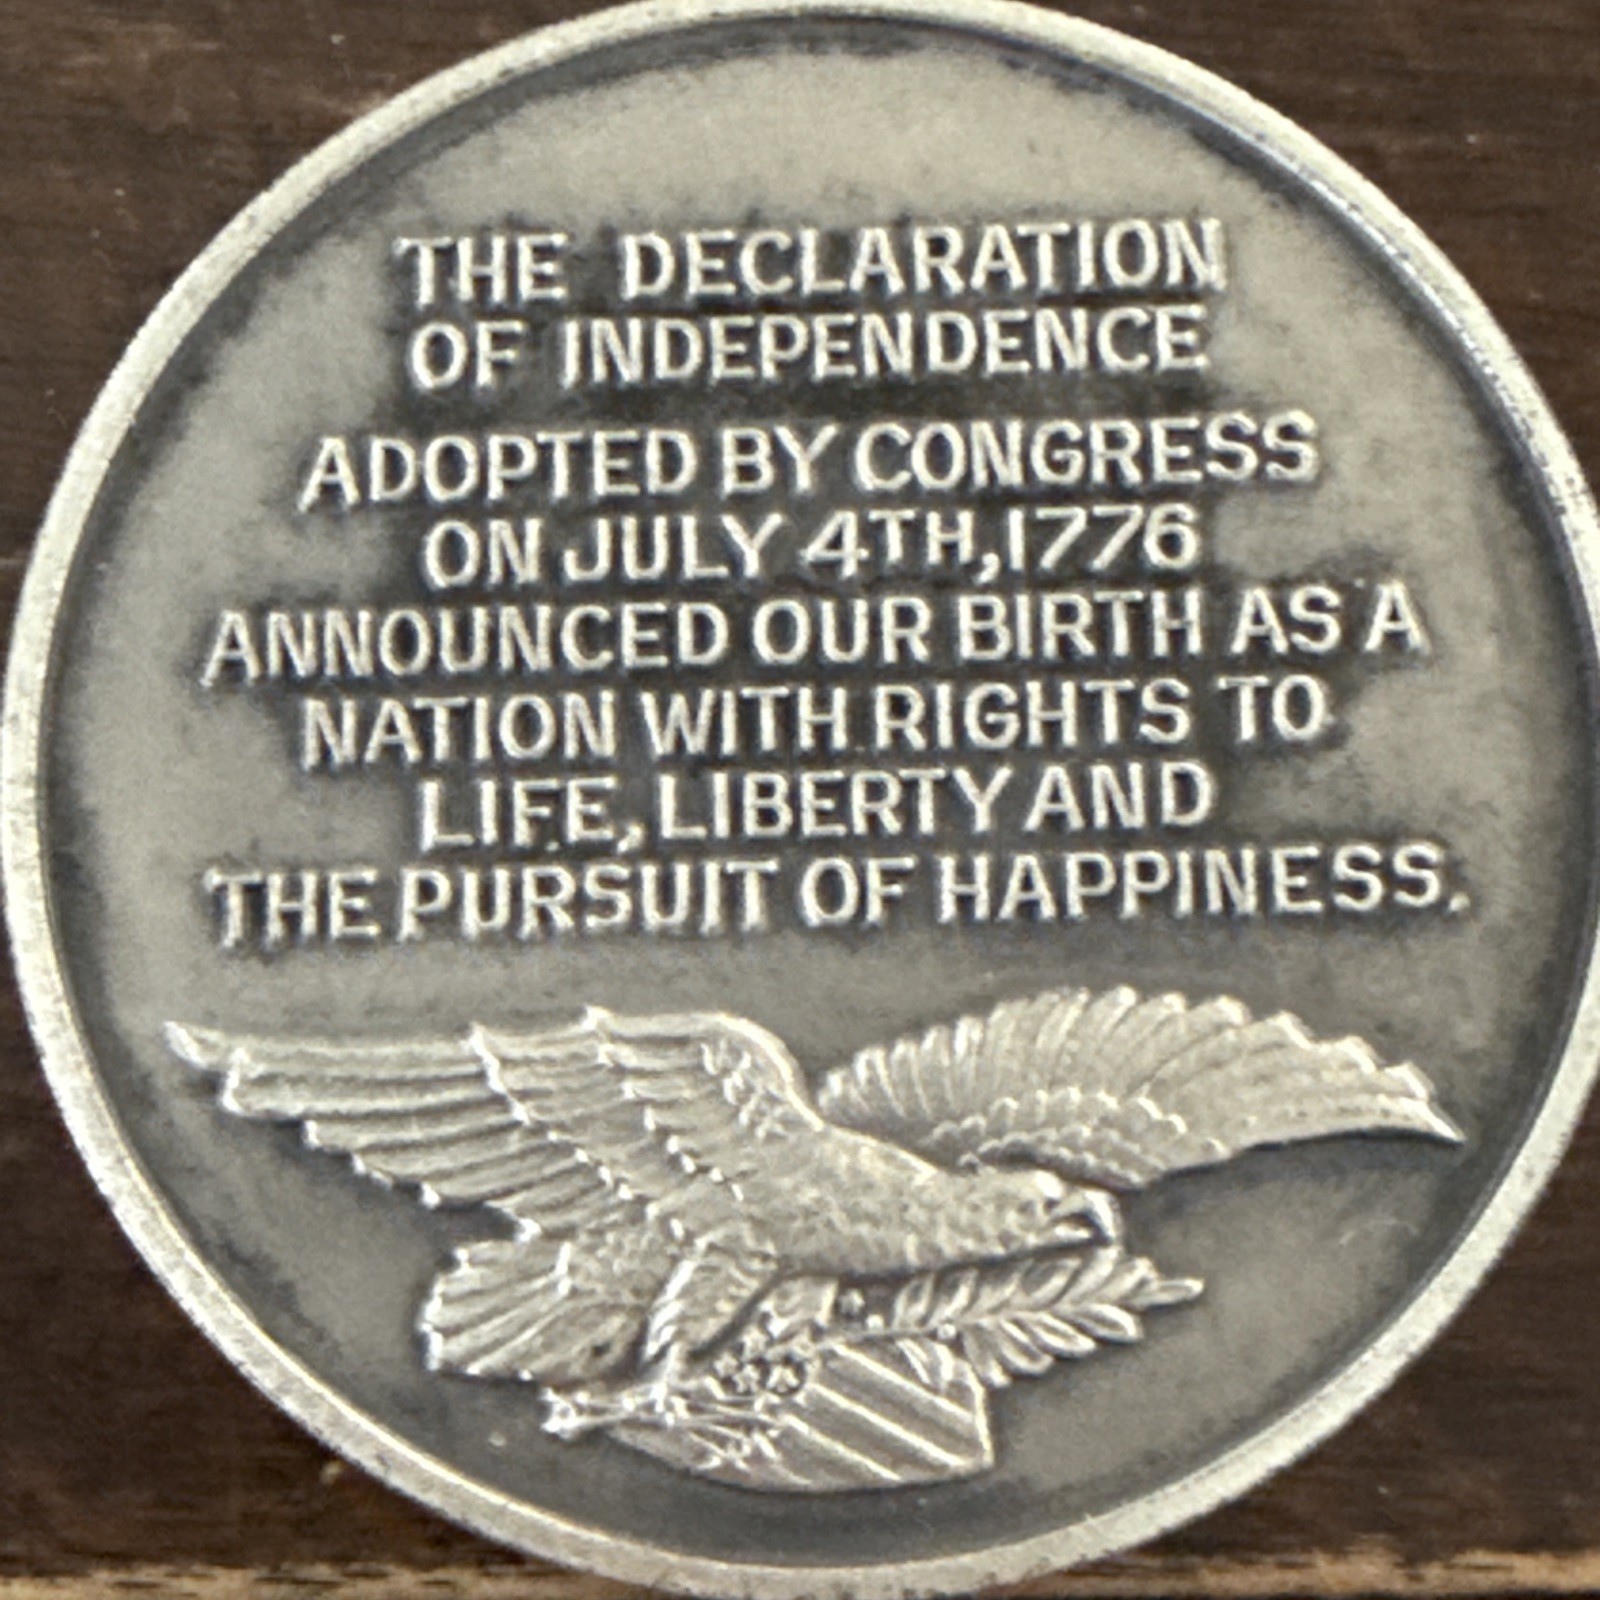 THE DECLARATION
OF INDEPENDENCE
ADOPTED BY CONGRESS
ON JULY 4TH, 1776
ANNOUNCED OUR BIRTH AS A
NATION WITH RIGHTS TO
LIFE, LIBERTY AND
THE PURSUIT OF HAPPINESS.